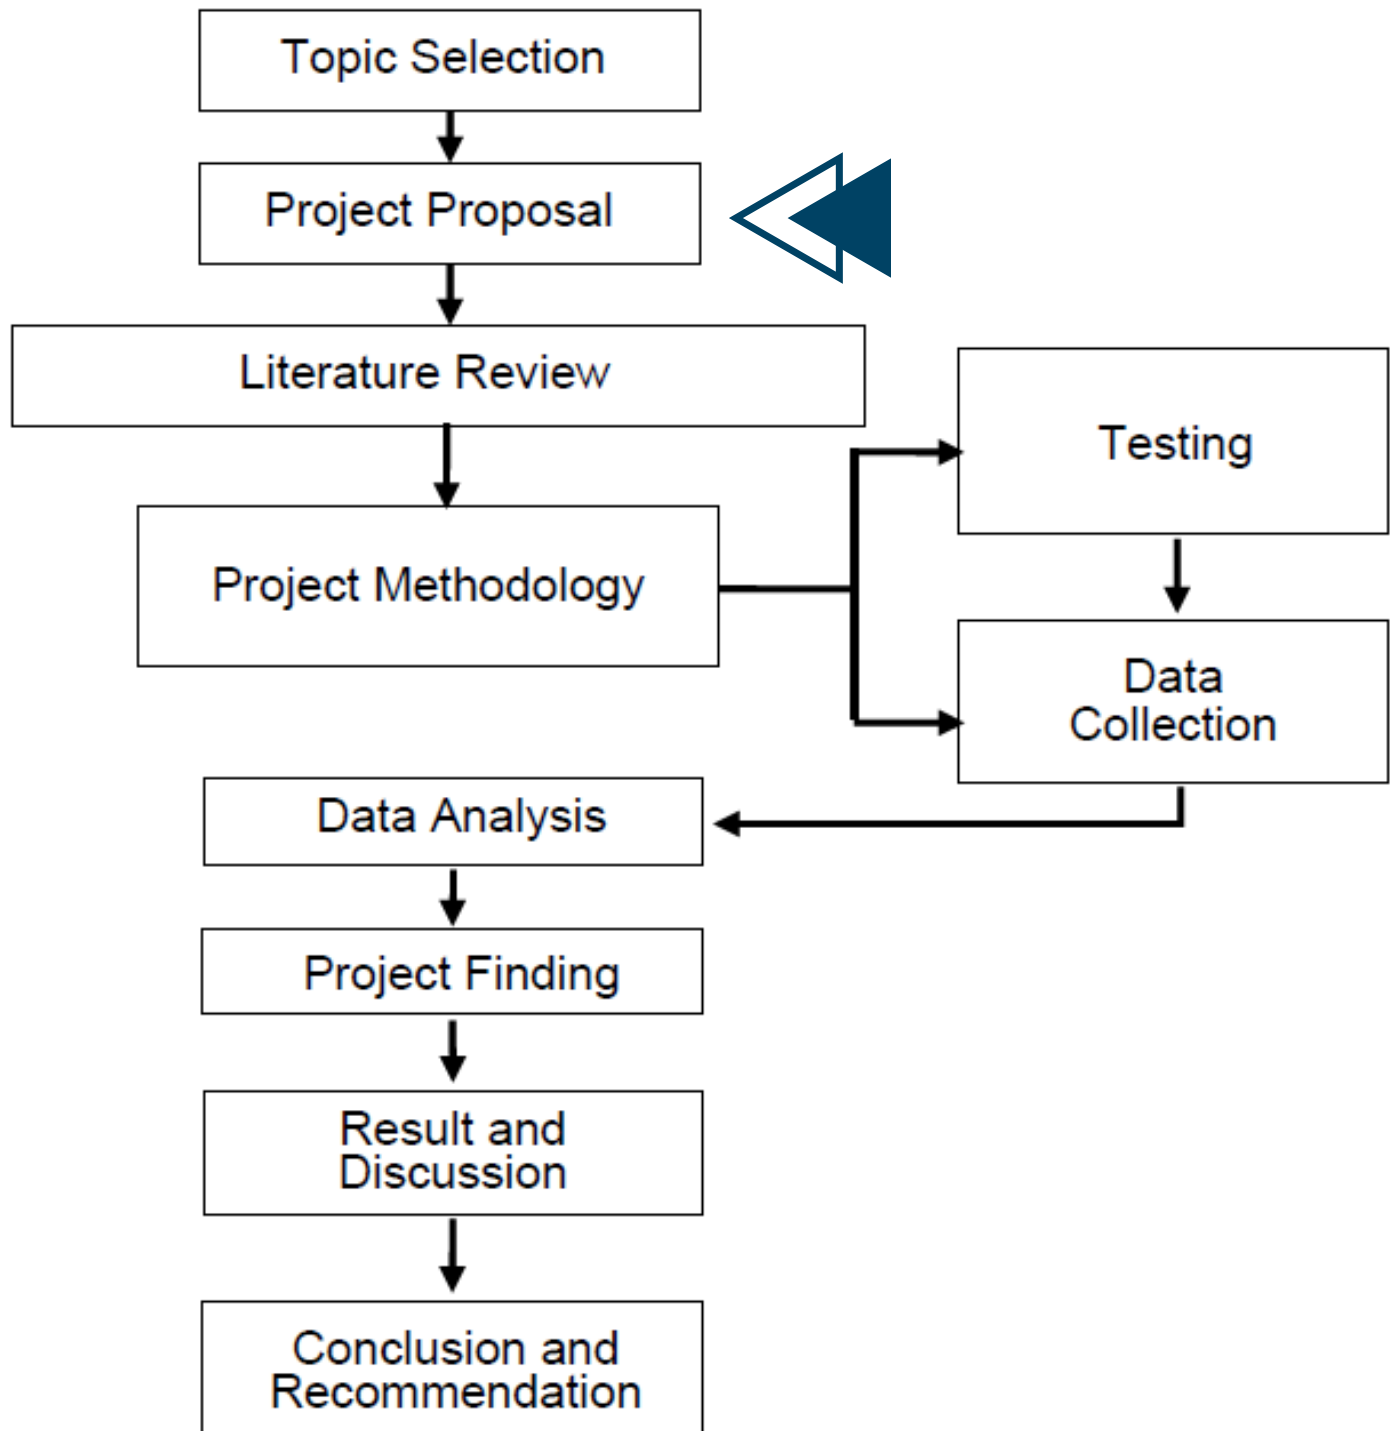 Topic Selection
Project Proposal
Literature Review
Testing
Project Methodology
Data
Collection
Data Analysis
Project Finding
Result and
Discussion
Conclusion and
Recommendation